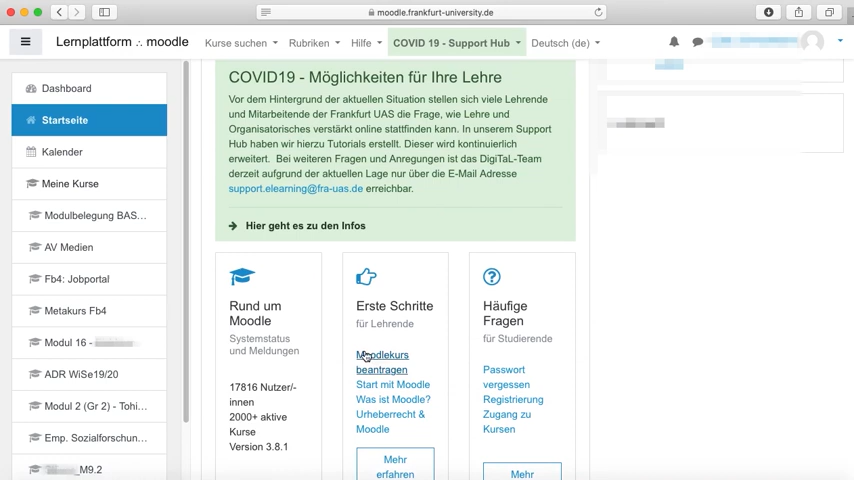 moodle.frankfurt-university.de
Lernplattform .:. moodle
Kurse suchen
Rubriken
Hilfe
COVID 19 - Support Hub
Deutsch (de)
Dashboard
Startseite
Kalender
Meine Kurse
Modulbelegung BAS...
AV Medien
Fb4: Jobportal
Metakurs Fb4
Modul 16 -
ADR WiSe19/20
Modul 2 (Gr 2) - Tohi...
Emp. Sozialforschun...
_M9.2
COVID19 - Möglichkeiten für Ihre Lehre
Vor dem Hintergrund der aktuellen Situation stellen sich viele Lehrende
und Mitarbeitende der Frankfurt UAS die Frage, wie Lehre und
Organisatorisches verstärkt online stattfinden kann. In unserem Support
Hub haben wir hierzu Tutorials erstellt. Dieser wird kontinuierlich
erweitert. Bei weiteren Fragen und Anregungen ist das DigiTaL-Team
derzeit aufgrund der aktuellen Lage nur über die E-Mail Adresse
support.elearning@fra-uas.de erreichbar.
Hier geht es zu den Infos
Rund um
Moodle
Systemstatus
und Meldungen
17816 Nutzer/-
innen
2000+ aktive
Kurse
Version 3.8.1
Erste Schritte
für Lehrende
Moodlekurs
beantragen
Start mit Moodle
Was ist Moodle?
Urheberrecht &
Moodle
Mehr
erfahren
Häufige
Fragen
für Studierende
Passwort
vergessen
Registrierung
Zugang zu
Kursen
Mehr